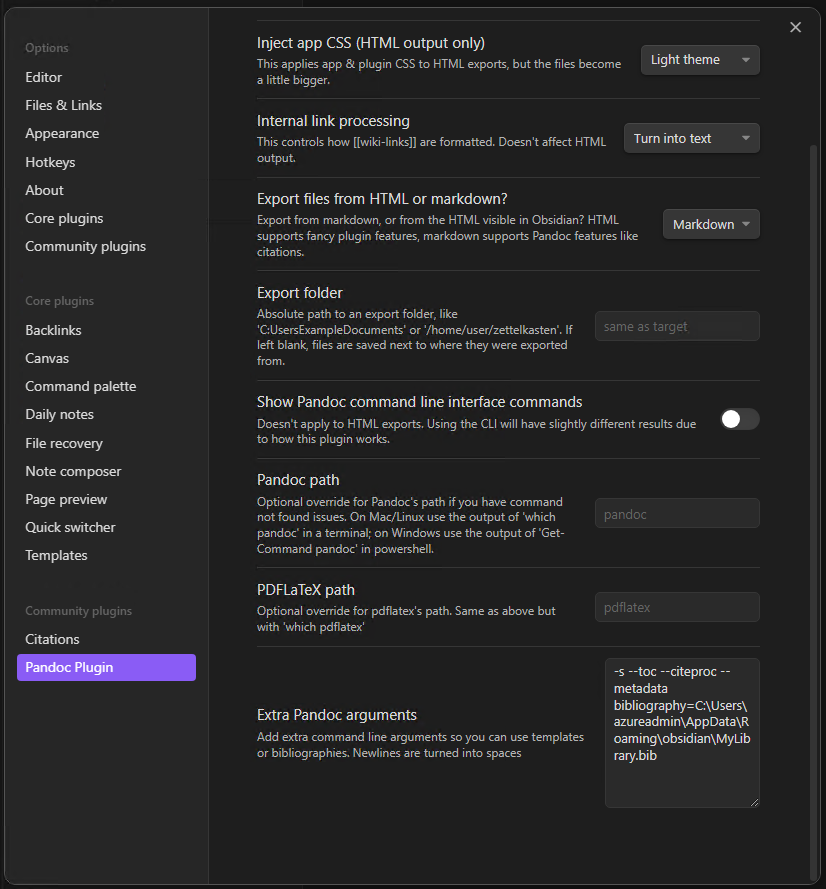 Options
Editor
Files & Links
Appearance
Hotkeys
About
Core plugins
Community plugins
Core plugins
Backlinks
Canvas
Command palette
Daily notes
File recovery
Note composer
Page preview
Quick switcher
Templates
Community plugins
Citations
Pandoc Plugin
Inject app CSS (HTML output only)
This applies app & plugin CSS to HTML exports, but the files become
a little bigger.
Light theme
Internal link processing
This controls how [[wiki-links]] are formatted. Doesn't affect HTML
output.
Turn into text
Export files from HTML or markdown?
Export from markdown, or from the HTML visible in Obsidian? HTML
supports fancy plugin features, markdown supports Pandoc features like
citations.
Markdown
Export folder
Absolute path to an export folder, like
'C:UsersExampleDocuments' or '/home/user/zettelkasten'. If
left blank, files are saved next to where they were exported
from.
same as target
Show Pandoc command line interface commands
Doesn't apply to HTML exports. Using the CLI will have slightly different results due
to how this plugin works.
Pandoc path
Optional override for Pandoc's path if you have command
not found issues. On Mac/Linux use the output of 'which
pandoc' in a terminal; on Windows use the output of 'Get-
Command pandoc' in powershell.
pandoc
PDFLaTeX path
Optional override for pdflatex's path. Same as above but
with 'which pdflatex'
pdflatex
Extra Pandoc arguments
Add extra command line arguments so you can use templates
or bibliographies. Newlines are turned into spaces
-s --toc --citeproc --
metadata
bibliography=C:\Users\
azureadmin\AppData\R
oaming\obsidian\MyLib
rary.bib